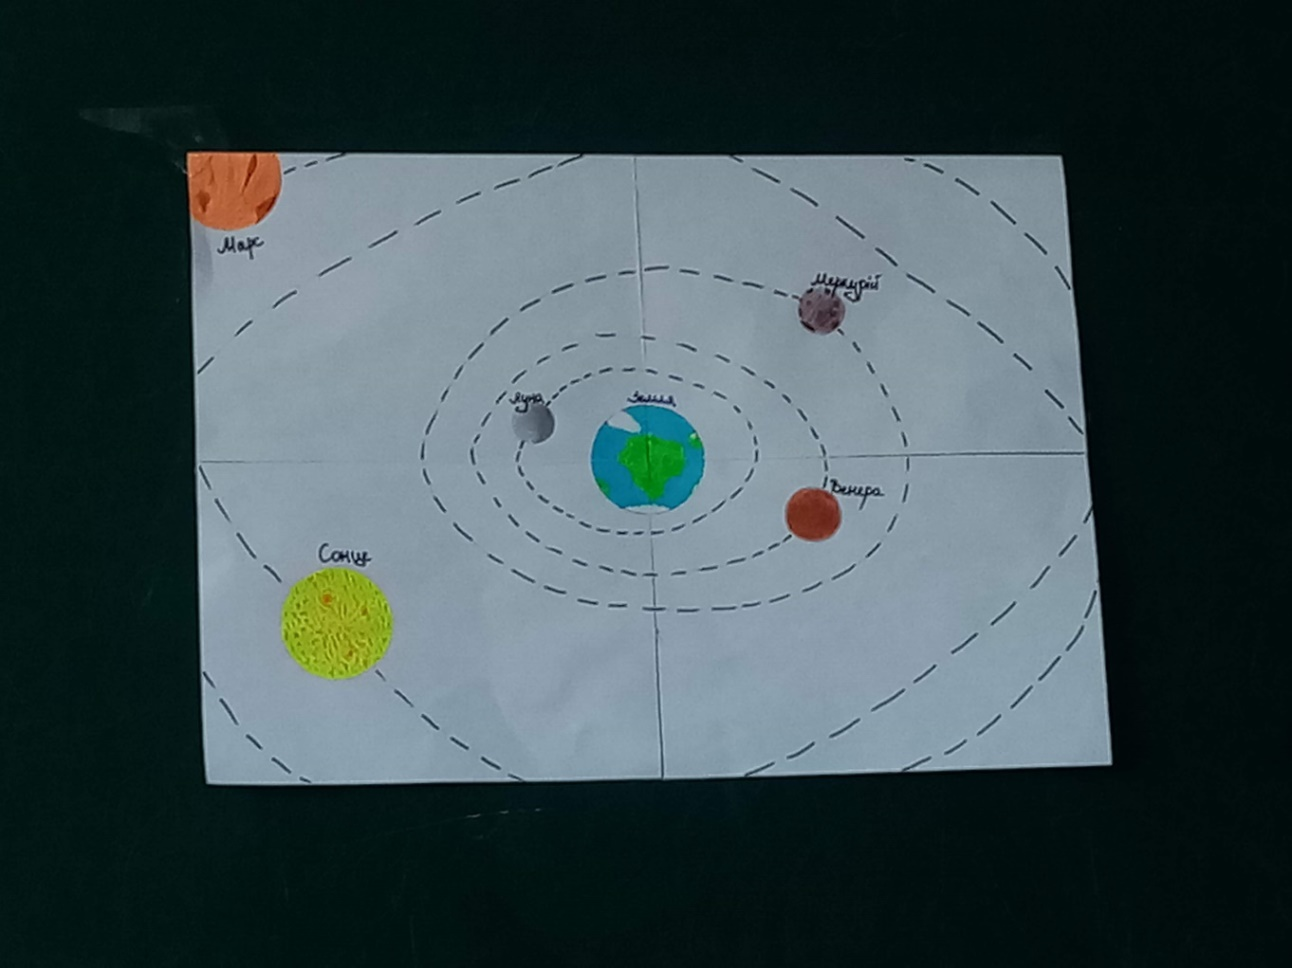 Марс
Меркурій
Луна
Земля
Венера
Сонце